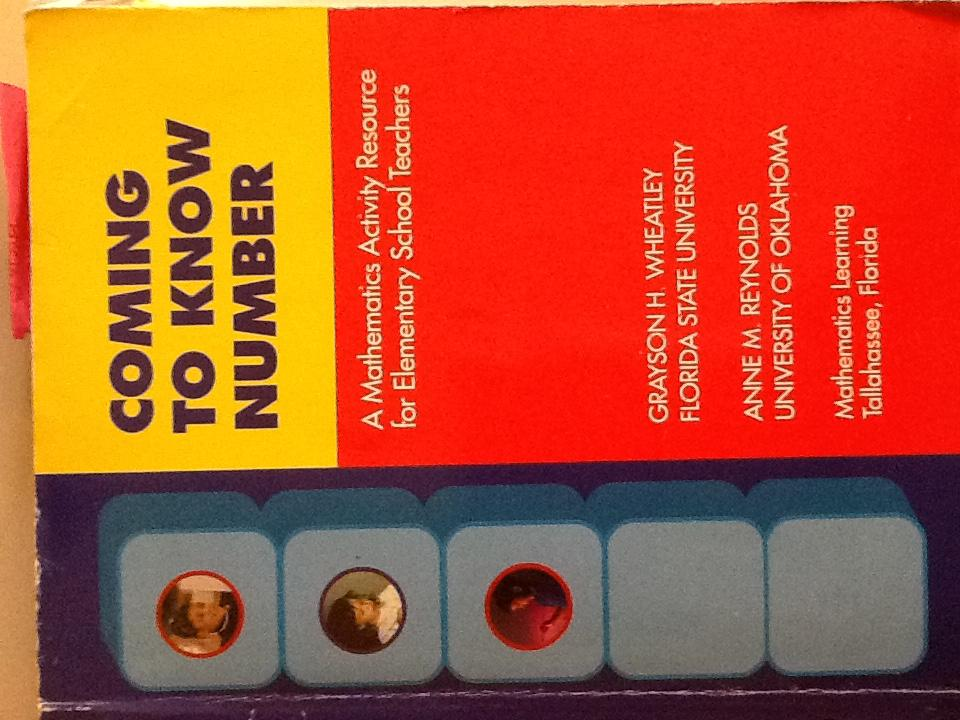 COMING
TO KNOW
NUMBER
A Mathematics Activity Resource
for Elementary School Teachers
GRAYSON H. WHEATLEY
FLORIDA STATE UNIVERSITY
ANNE M. REYNOLDS
UNIVERSITY OF OKLAHOMA
Mathematics Learning
Tallahassee, Florida